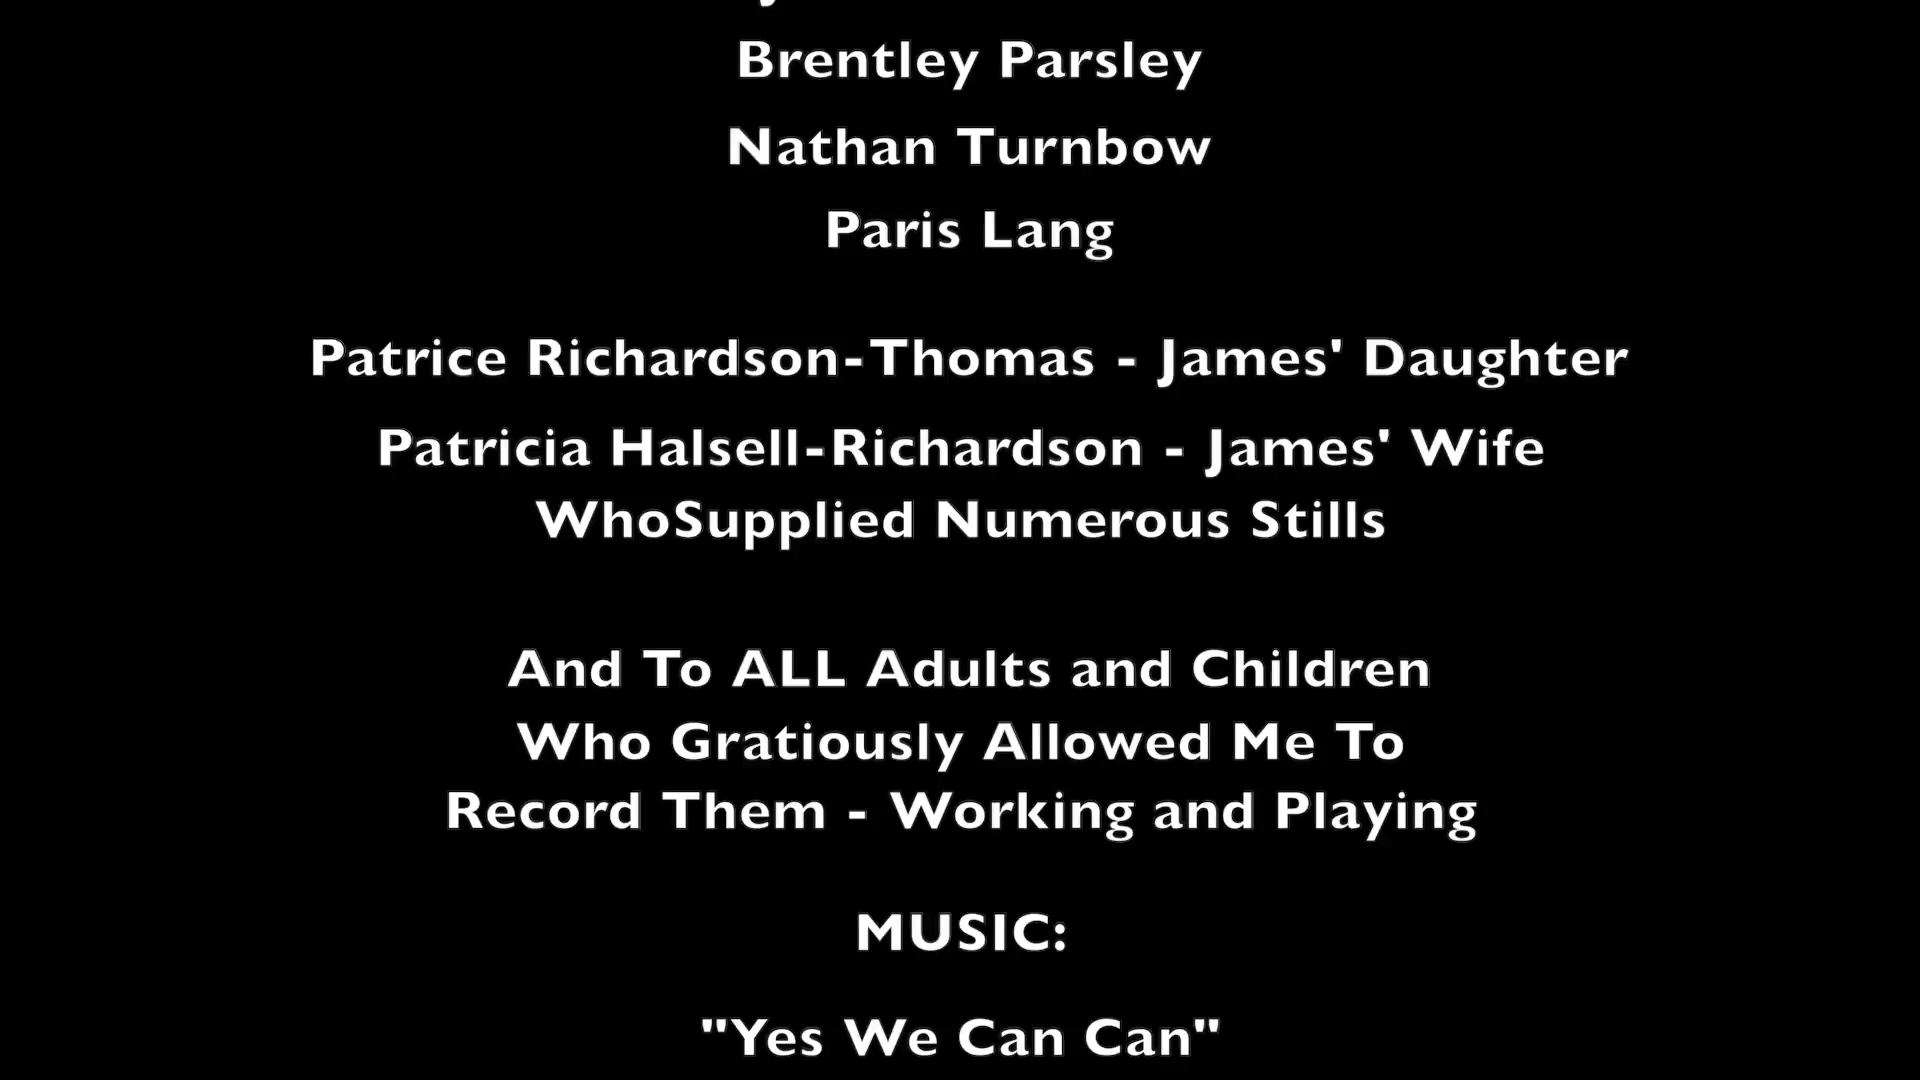 Brentley Parsley
Nathan Turnbow
Paris Lang
Patrice Richardson-Thomas - James' Daughter
Patricia Halsell-Richardson - James' Wife
WhoSupplied Numerous Stills
And To ALL Adults and Children
Who Gratiously Allowed Me To
Record Them - Working and Playing
MUSIC:
"Yes We Can Can"